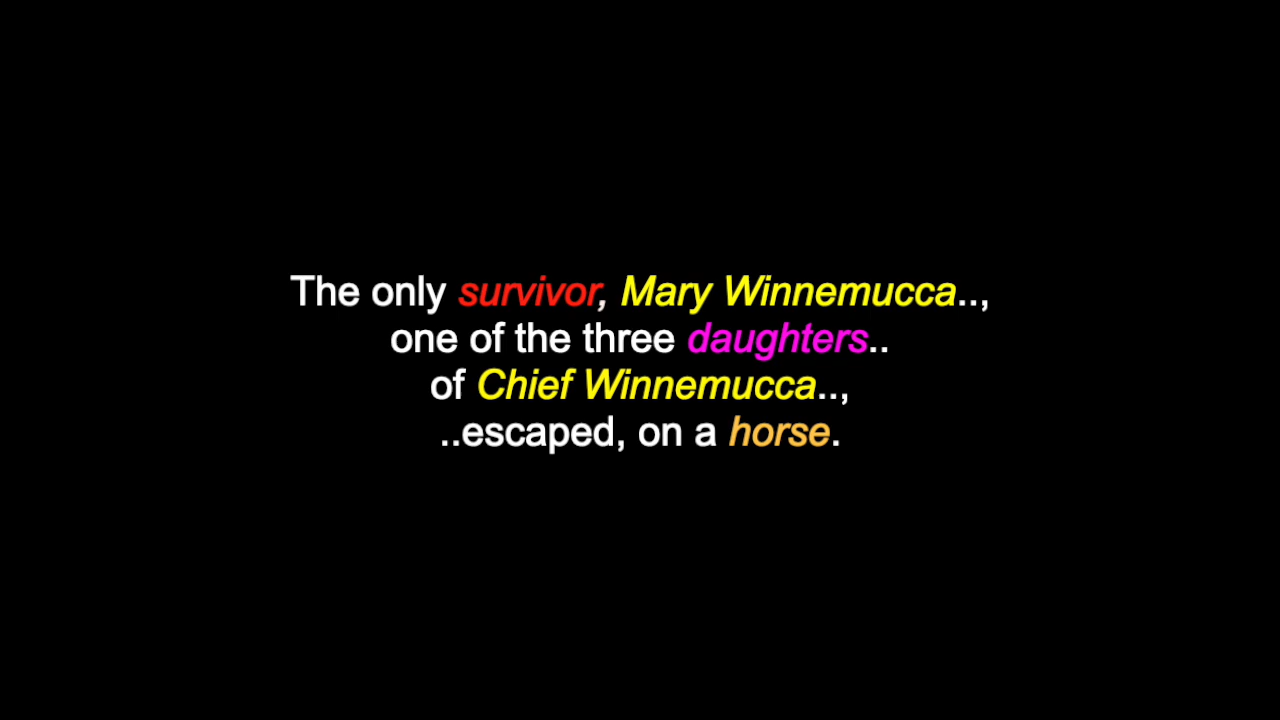 The only survivor, Mary Winnemucca..,
one of the three daughters..
of Chief Winnemucca..,
..escaped, on a horse.